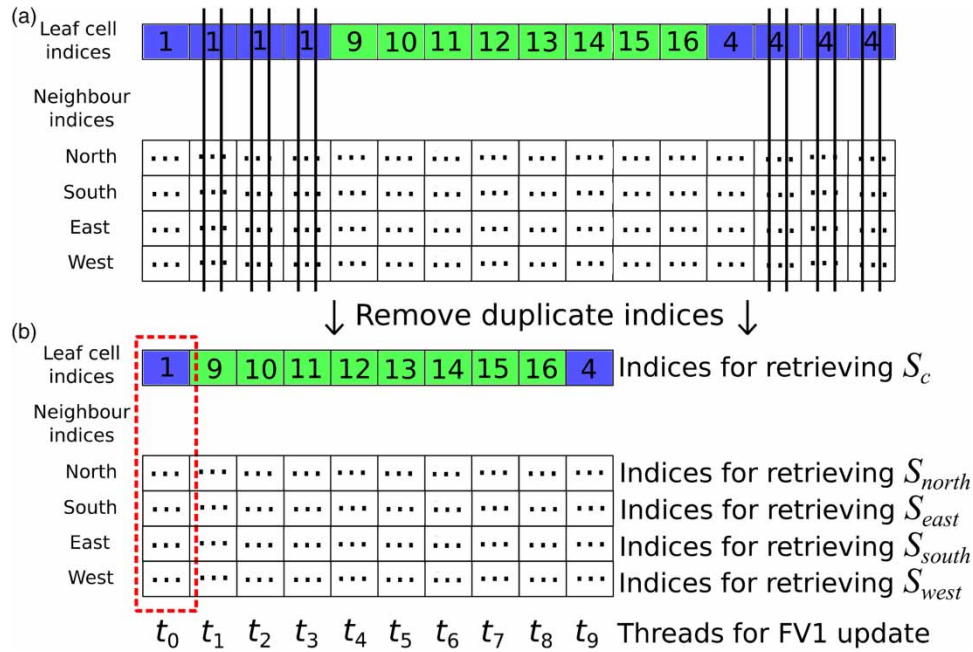 (a)
Leaf cell
indices
1 1 1 1 9 10 11 12 13 14 15 16 4 4 4 4
Neighbour
indices
North ... ... ... ... ... ... ... ... ... ... ... ... ... ... ... ...
South ... ... ... ... ... ... ... ... ... ... ... ... ... ... ... ...
East ... ... ... ... ... ... ... ... ... ... ... ... ... ... ... ...
West ... ... ... ... ... ... ... ... ... ... ... ... ... ... ... ...
↓ Remove duplicate indices ↓
(b)
Leaf cell
indices
1 9 10 11 12 13 14 15 16 4 Indices for retrieving S_c
Neighbour
indices
North ... ... ... ... ... ... ... ... ... ... Indices for retrieving S_north
South ... ... ... ... ... ... ... ... ... ... Indices for retrieving S_east
East ... ... ... ... ... ... ... ... ... ... Indices for retrieving S_south
West ... ... ... ... ... ... ... ... ... ... Indices for retrieving S_west
t_0 t_1 t_2 t_3 t_4 t_5 t_6 t_7 t_8 t_9 Threads for FV1 update